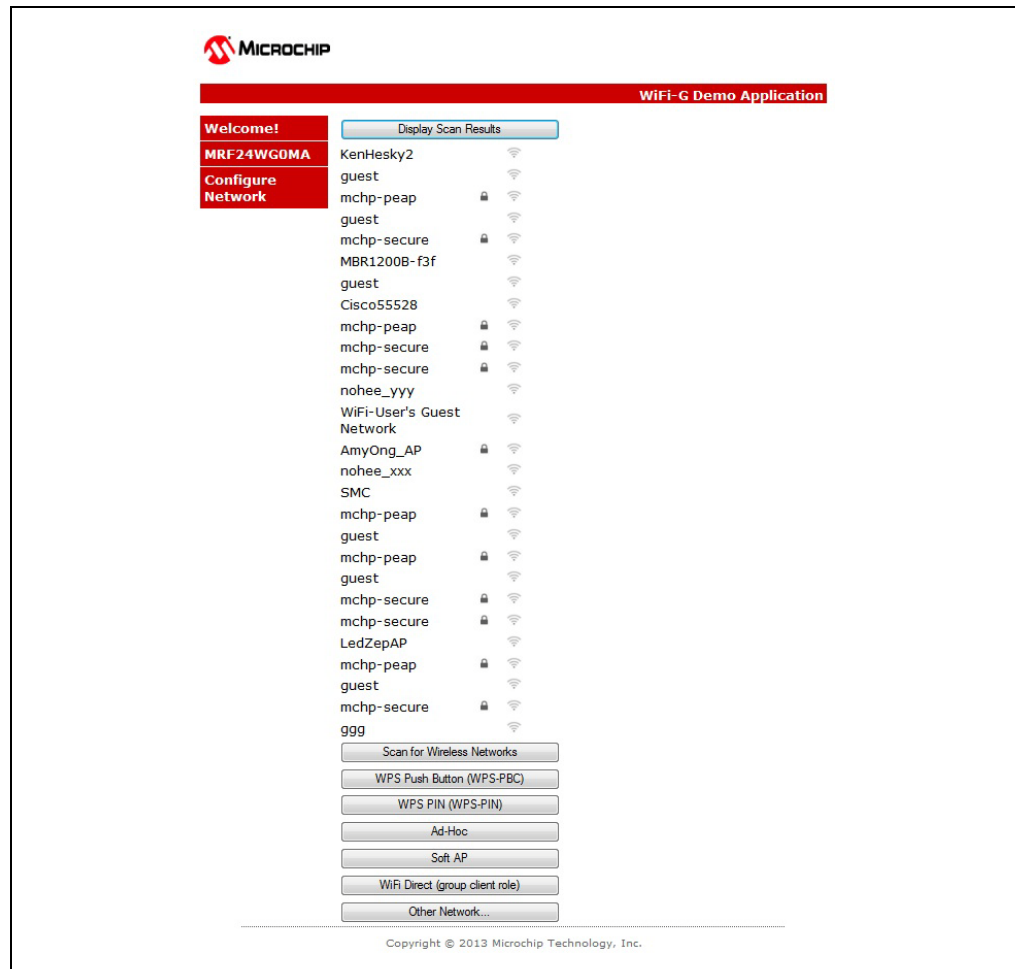 MICROCHIP
WiFi-G Demo Application
Welcome!
MRF24WG0MA
Configure
Network
Display Scan Results
KenHesky2
guest
mchp-peap
guest
mchp-secure
MBR1200B-f3f
guest
Cisco55528
mchp-peap
mchp-secure
mchp-secure
nohee_yyy
WiFi-User's Guest
Network
AmyOng_AP
nohee_xxx
SMC
mchp-peap
guest
mchp-peap
guest
mchp-secure
mchp-secure
LedZepAP
mchp-peap
guest
mchp-secure
ggg
Scan for Wireless Networks
WPS Push Button (WPS-PBC)
WPS PIN (WPS-PIN)
Ad-Hoc
Soft AP
WiFi Direct (group client role)
Other Network...
Copyright © 2013 Microchip Technology, Inc.